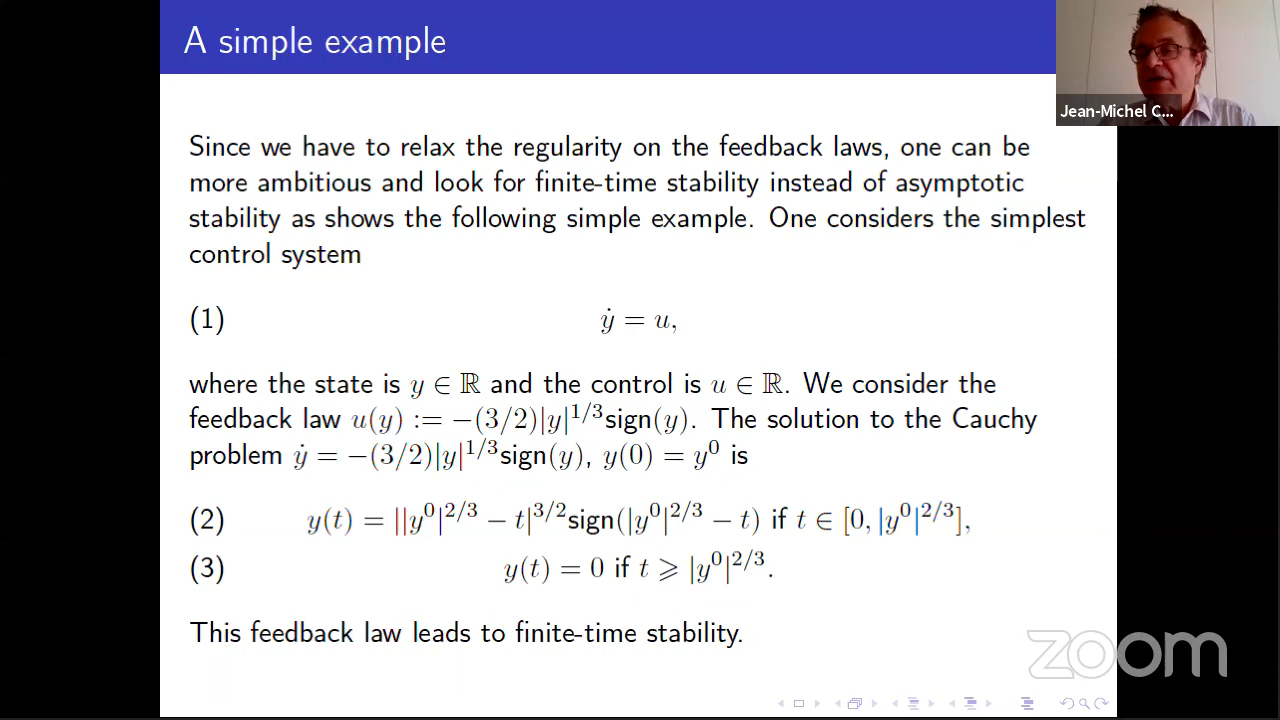 A simple example
Jean-Michel C...
Since we have to relax the regularity on the feedback laws, one can be
more ambitious and look for finite-time stability instead of asymptotic
stability as shows the following simple example. One considers the simplest
control system
(1) ẏ = u,
where the state is y ∈ ℝ and the control is u ∈ ℝ. We consider the
feedback law u(y) := −(3/2)|y|^{1/3}sign(y). The solution to the Cauchy
problem ẏ = −(3/2)|y|^{1/3}sign(y), y(0) = y^0 is
(2) y(t) = ||y^0|^{2/3} − t|^{3/2}sign(|y^0|^{2/3} − t) if t ∈ [0, |y^0|^{2/3}],
(3) y(t) = 0 if t ⩾ |y^0|^{2/3}.
This feedback law leads to finite-time stability.
zoom